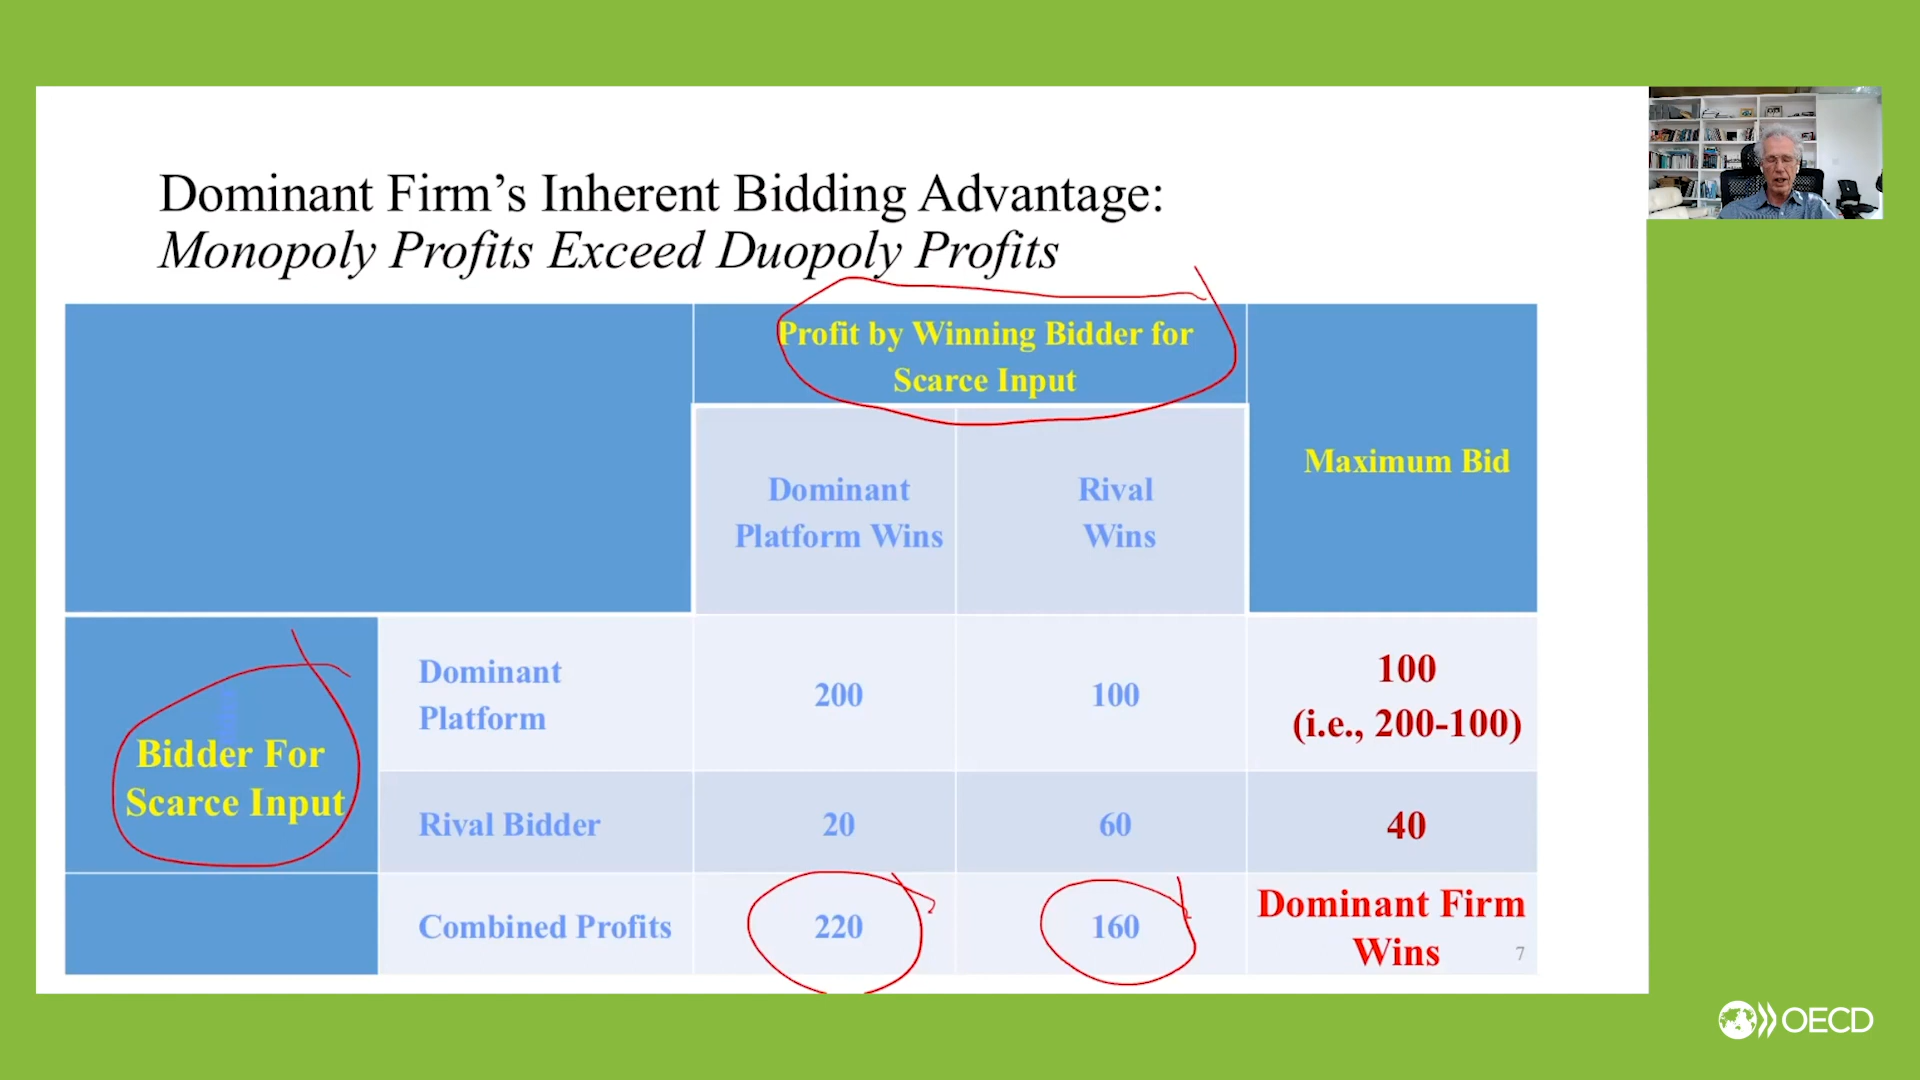 Dominant Firm's Inherent Bidding Advantage:
Monopoly Profits Exceed Duopoly Profits
Profit by Winning Bidder for
Scarce Input
Maximum Bid
Dominant
Platform Wins
Rival
Wins
Bidder For
Scarce Input
Dominant
Platform
200
100
100
(i.e., 200-100)
Rival Bidder
20
60
40
Combined Profits
220
160
Dominant Firm
Wins
7
OECD